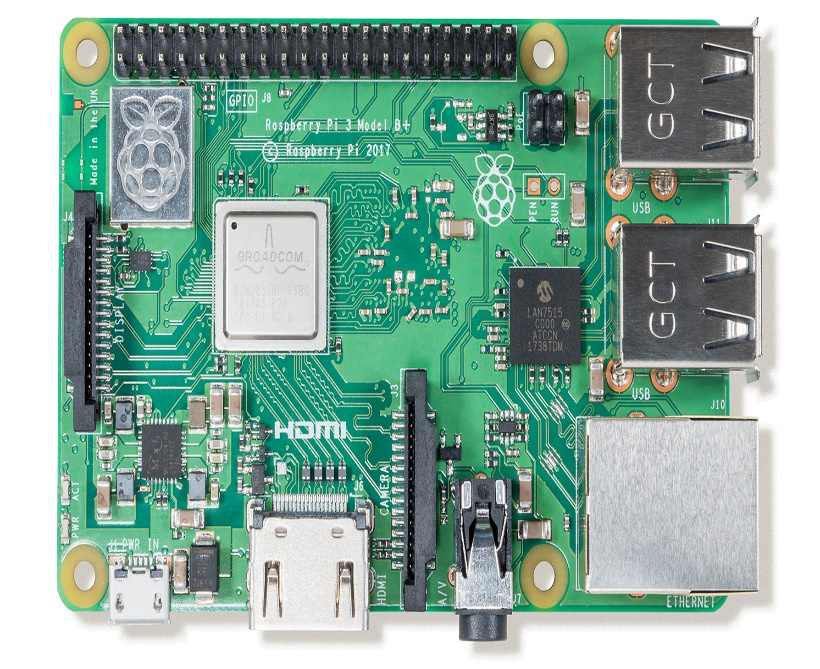 GPIO J8
Raspberry Pi 3 Model B+
© Raspberry Pi 2017
Made in the UK
PoE
GCT
PEN
RUN
USB
J11
J4
DISPLAY
BROADCOM
LAN7515
ATCCN
1738TDM
GCT
USB
J10
HDMI
J3
CAMERA
ACT
PWR
J1 PWR IN
J6
HDMI
A/V
J7
ETHERNET